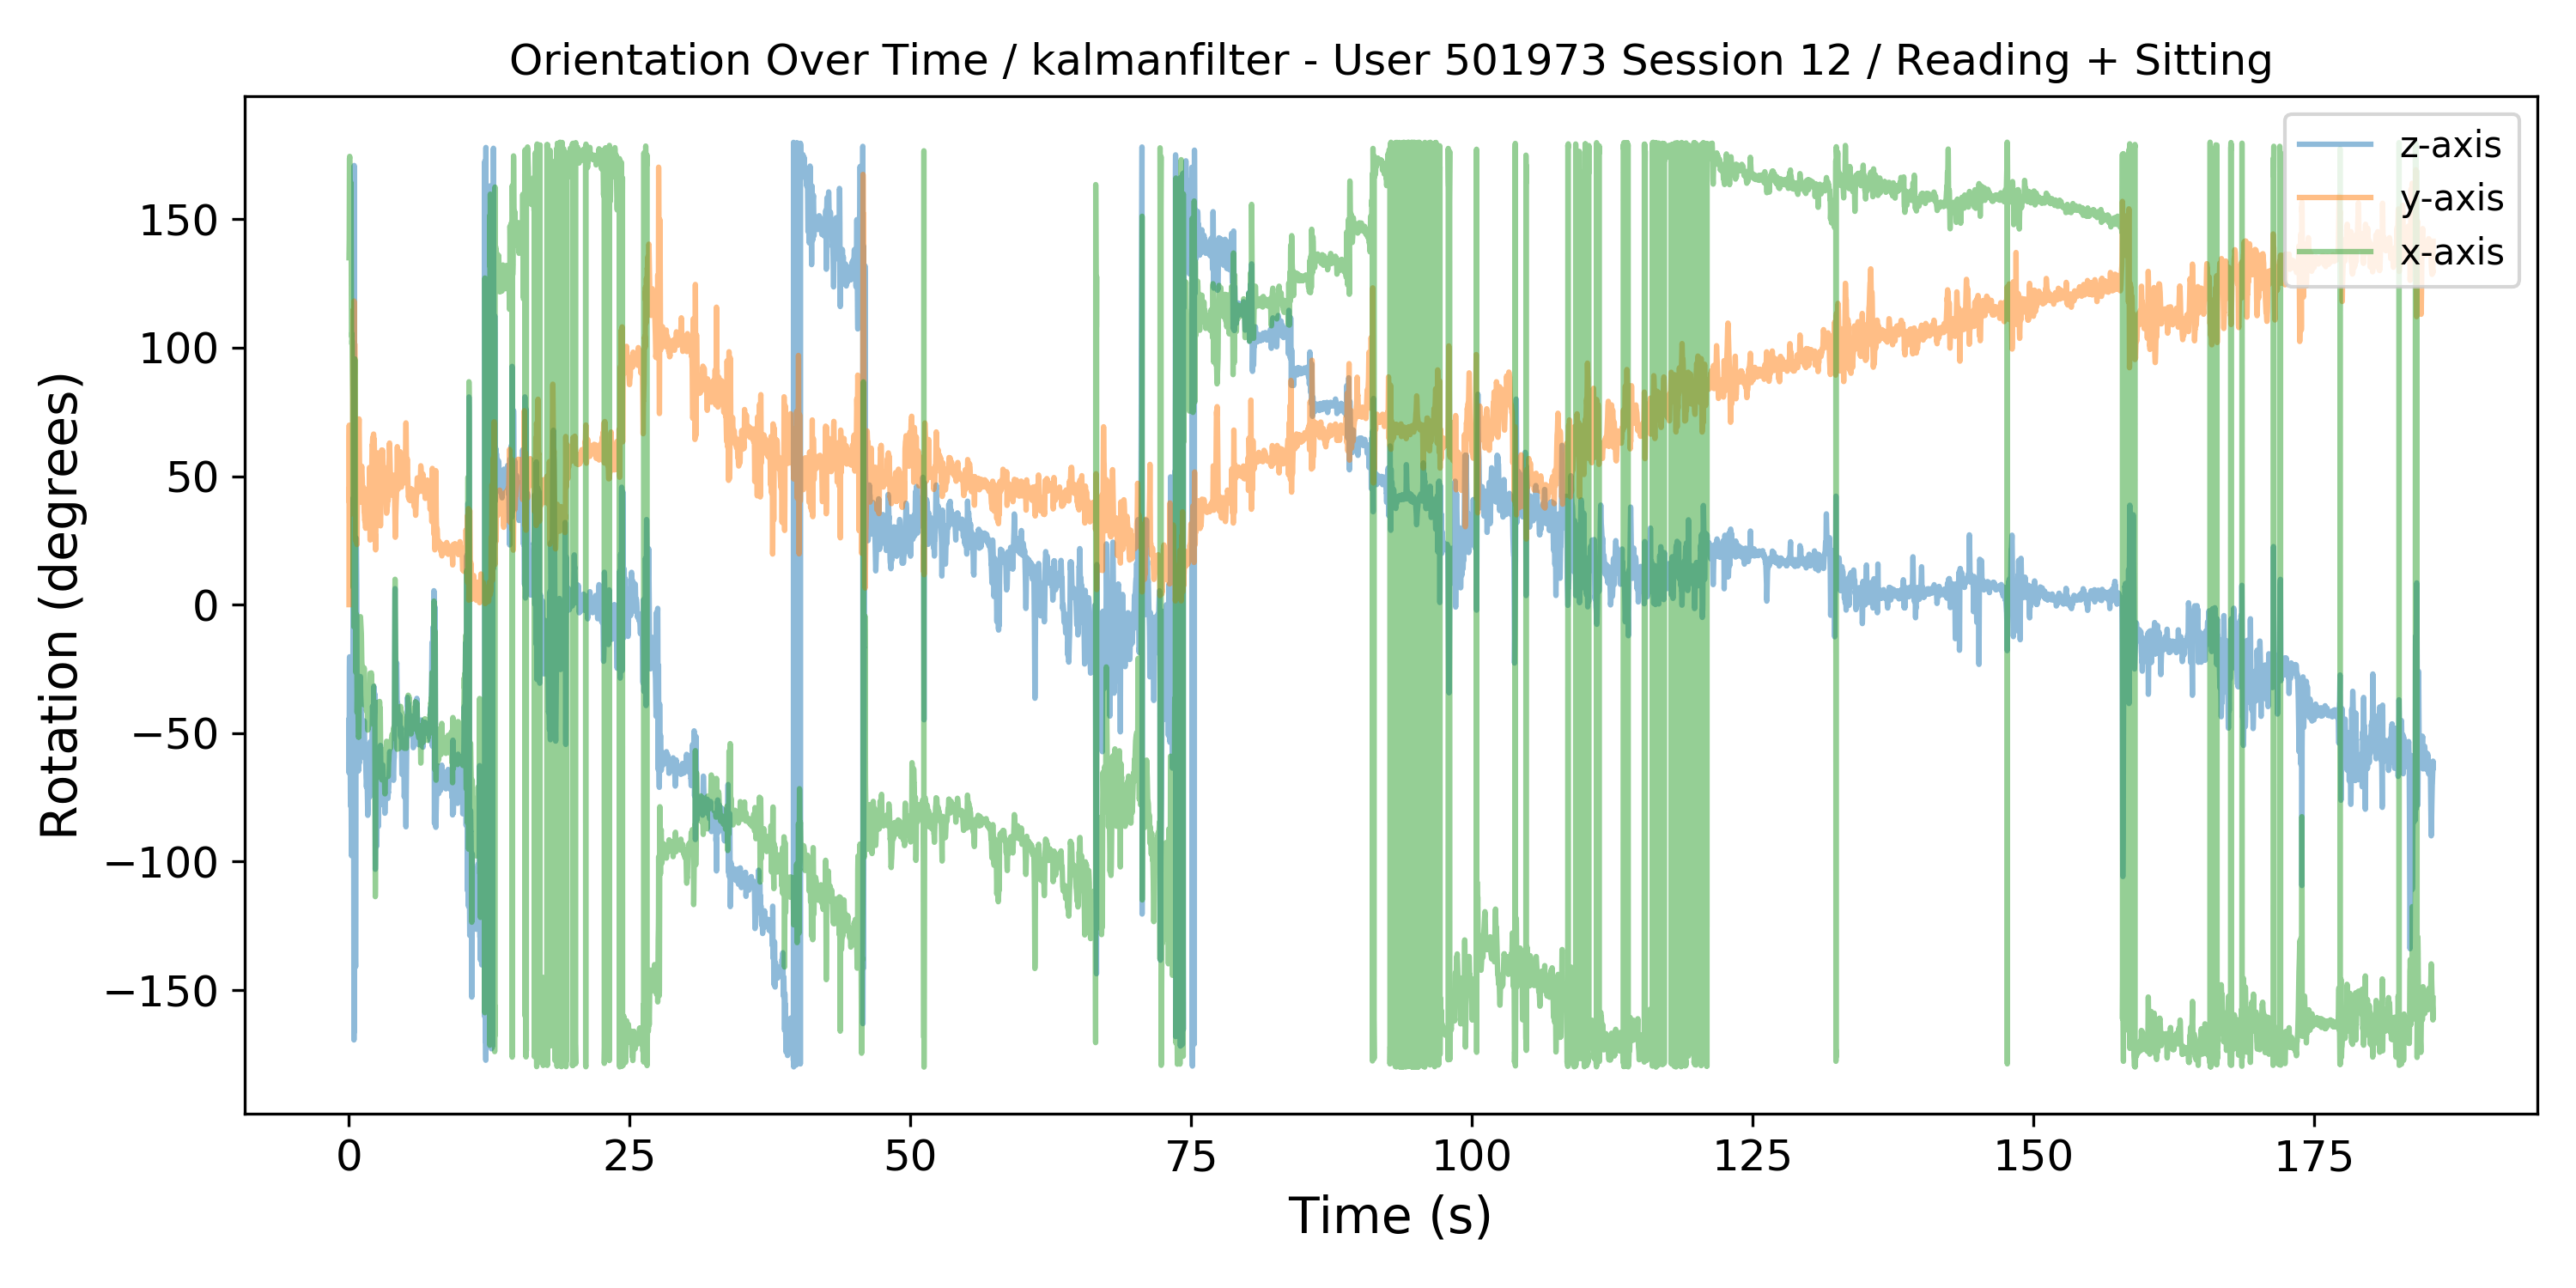 Orientation Over Time / kalmanfilter - User 501973 Session 12 / Reading + Sitting
z-axis
y-axis
x-axis
Rotation (degrees)
150
100
50
0
−50
−100
−150
0 25 50 75 100 125 150 175
Time (s)